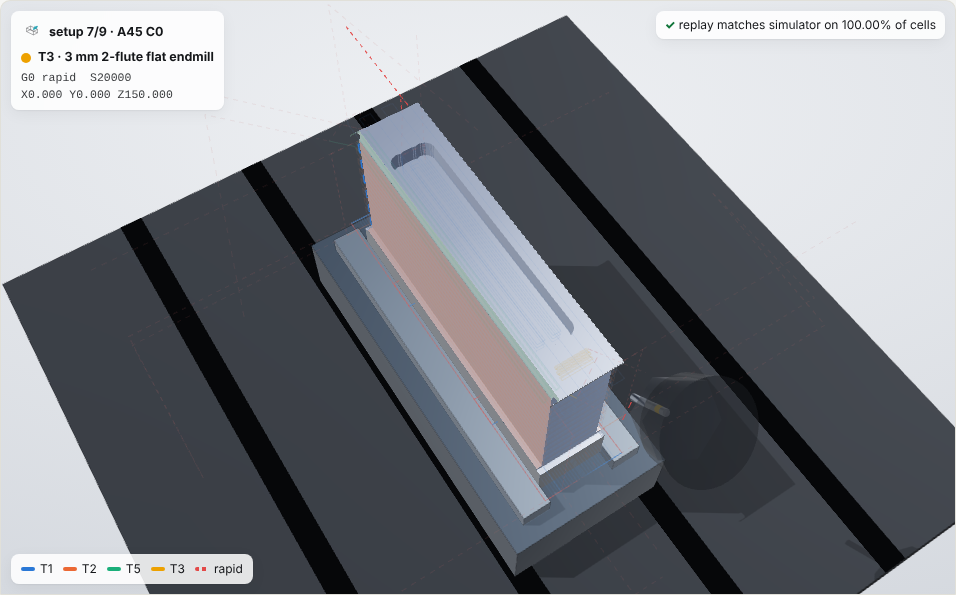 setup 7/9 · A45 C0
T3 · 3 mm 2-flute flat endmill
G0 rapid  S20000
X0.000 Y0.000 Z150.000
✓ replay matches simulator on 100.00% of cells
T1 T2 T5 T3 rapid